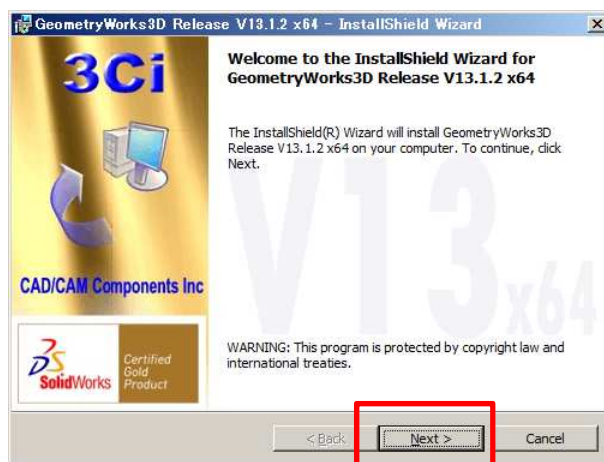 GeometryWorks3D Release V13.1.2 x64 - InstallShield Wizard
3Ci
CAD/CAM Components Inc
SolidWorks
Certified
Gold
Product
Welcome to the InstallShield Wizard for
GeometryWorks3D Release V13.1.2 x64
The InstallShield(R) Wizard will install GeometryWorks3D
Release V13.1.2 x64 on your computer. To continue, click
Next.
V13
x64
WARNING: This program is protected by copyright law and
international treaties.
< Back
Next >
Cancel